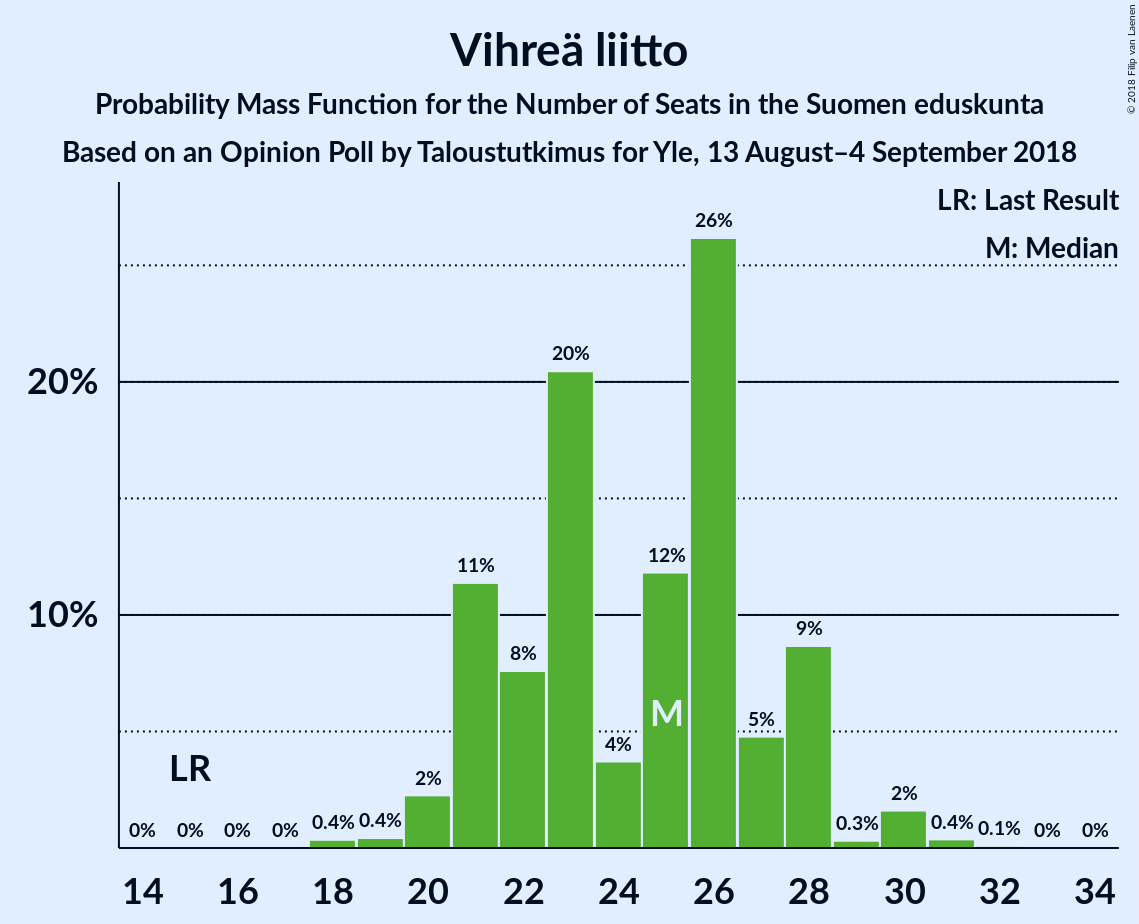 Vihreä liitto
Probability Mass Function for the Number of Seats in the Suomen eduskunta
Based on an Opinion Poll by Taloustutkimus for Yle, 13 August–4 September 2018
© 2018 Filip van Laenen
LR: Last Result
M: Median
26%
20%
20%
12%
11%
10%
9%
8%
M
5%
4%
LR
2%
2%
0% 0% 0% 0% 0.4% 0.4% 0.3% 0.4% 0.1% 0% 0%
14 16 18 20 22 24 26 28 30 32 34